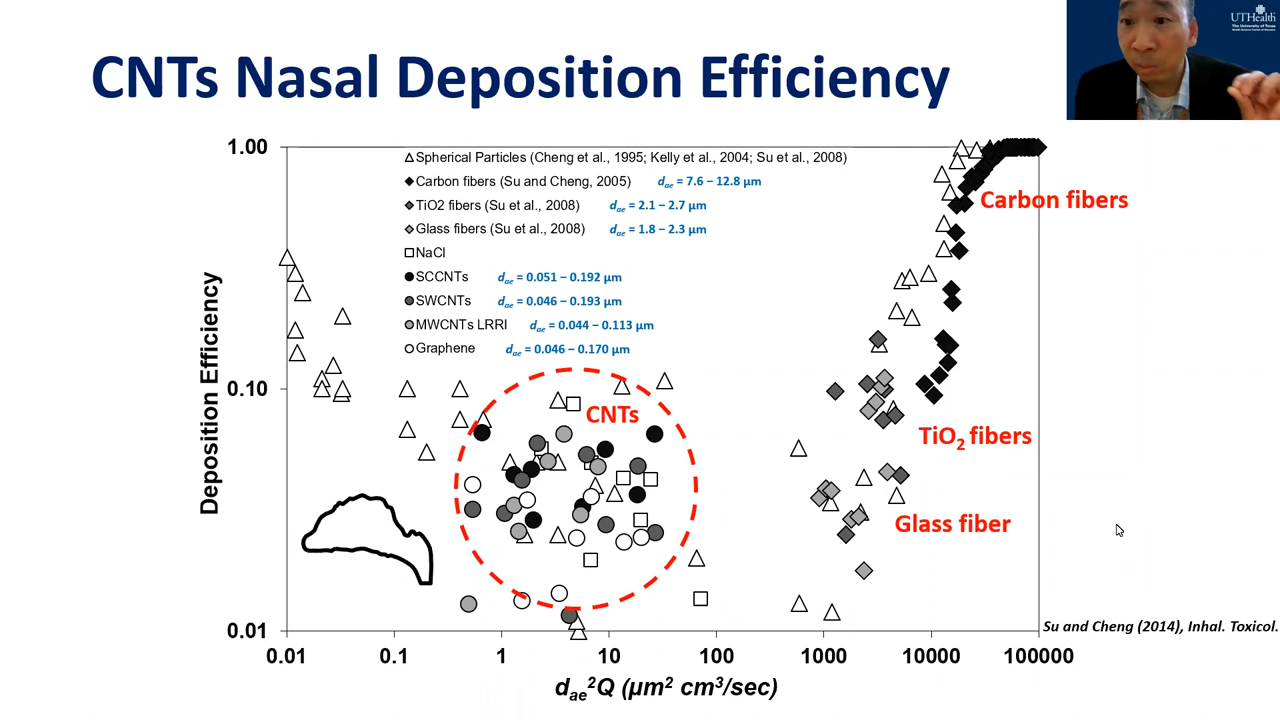 UTHealth
The University of Texas
CNTs Nasal Deposition Efficiency
1.00
0.10
0.01
Deposition Efficiency
Spherical Particles (Cheng et al., 1995; Kelly et al., 2004; Su et al., 2008)
Carbon fibers (Su and Cheng, 2005) dae = 7.6 – 12.8 µm
TiO2 fibers (Su et al., 2008) dae = 2.1 – 2.7 µm
Glass fibers (Su et al., 2008) dae = 1.8 – 2.3 µm
NaCl
SCCNTs dae = 0.051 – 0.192 µm
SWCNTs dae = 0.046 – 0.193 µm
MWCNTs LRRI dae = 0.044 – 0.113 µm
Graphene dae = 0.046 – 0.170 µm
Carbon fibers
CNTs
TiO2 fibers
Glass fiber
Su and Cheng (2014), Inhal. Toxicol.
0.01 0.1 1 10 100 1000 10000 100000
dae²Q (µm² cm³/sec)